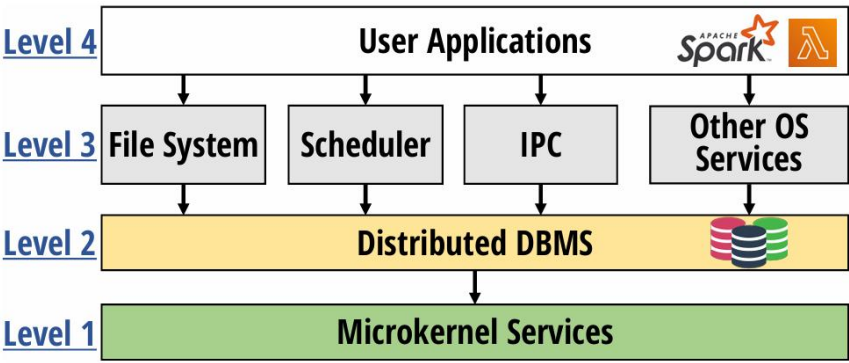 Level 4
User Applications
APACHE
Spark
Level 3
File System
Scheduler
IPC
Other OS
Services
Level 2
Distributed DBMS
Level 1
Microkernel Services